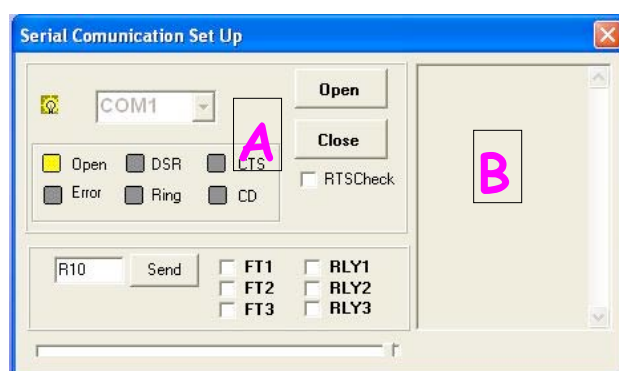 Serial Comunication Set Up
COM1
Open
Close
A
B
Open DSR CTS
RTSCheck
Error Ring CD
R10 Send
FT1 RLY1
FT2 RLY2
FT3 RLY3